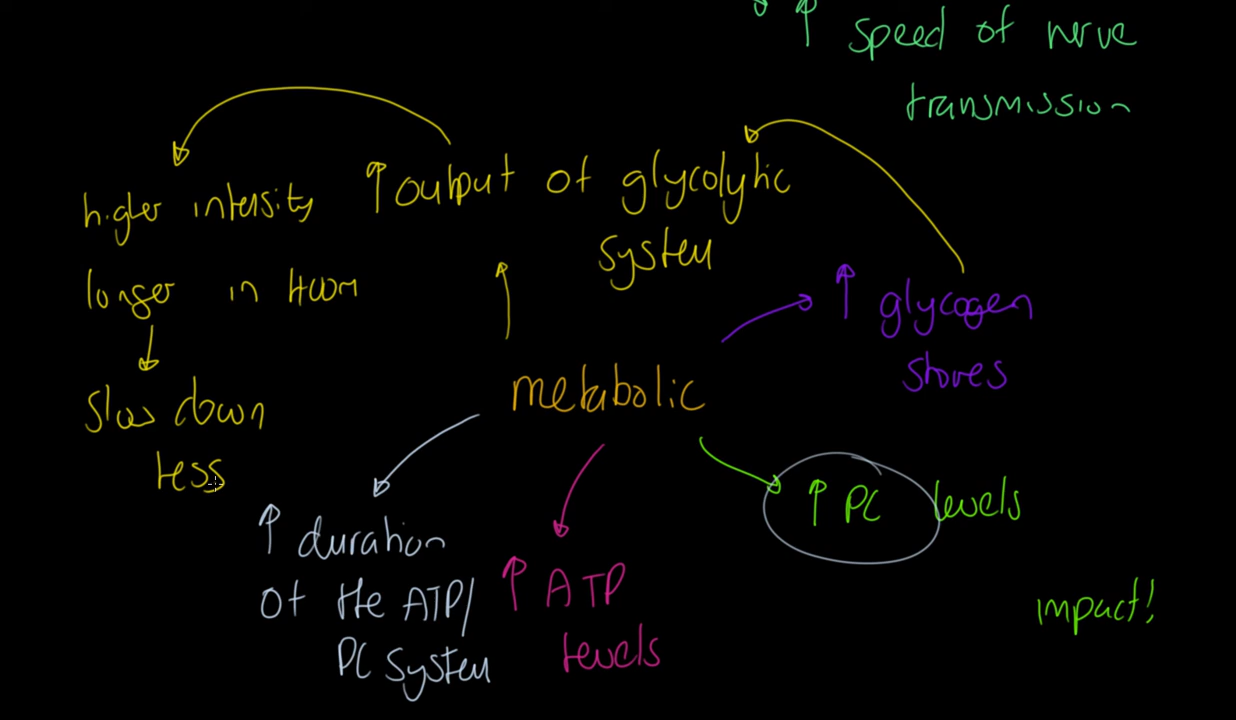 ↑ speed of nerve
transmission
↑ output of glycolytic
system
higher intensity
longer in 400m
slow down
less
↑ glycogen
stores
metabolic
↑ PC levels
↑ duration
of the ATP/
PC system
↑ ATP
levels
impact!